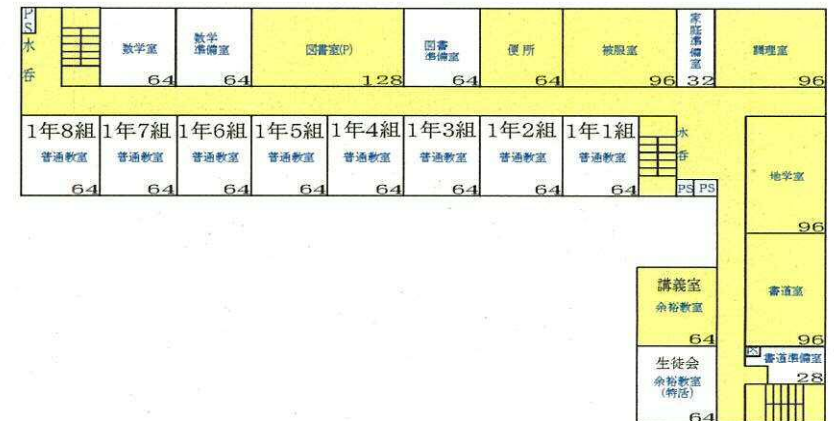 PS
水呑
数学室
64
数学
準備室
64
図書室(P)
128
図書
準備室
64
便所
64
被服室
96
家庭準備室
32
調理室
96
1年8組
普通教室
64
1年7組
普通教室
64
1年6組
普通教室
64
1年5組
普通教室
64
1年4組
普通教室
64
1年3組
普通教室
64
1年2組
普通教室
64
1年1組
普通教室
64
水呑
PS PS
地学室
96
講義室
余裕教室
64
書道室
96
生徒会
余裕教室
(特活)
64
PS
書道準備室
28